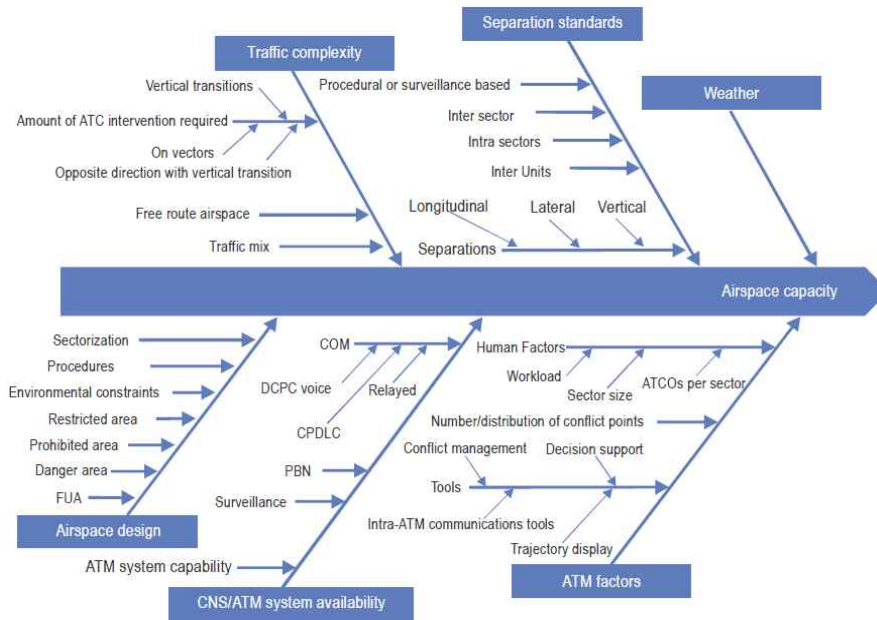 Separation standards
Traffic complexity
Vertical transitions
Procedural or surveillance based
Weather
Amount of ATC intervention required
Inter sector
On vectors
Intra sectors
Opposite direction with vertical transition
Inter Units
Longitudinal
Lateral
Vertical
Free route airspace
Traffic mix
Separations
Airspace capacity
Sectorization
COM
Human Factors
Procedures
Workload
ATCOs per sector
Environmental constraints
DCPC voice
Relayed
Sector size
Restricted area
Number/distribution of conflict points
CPDLC
Prohibited area
Conflict management
Decision support
Danger area
PBN
Tools
FUA
Surveillance
Intra-ATM communications tools
Airspace design
Trajectory display
ATM system capability
CNS/ATM system availability
ATM factors